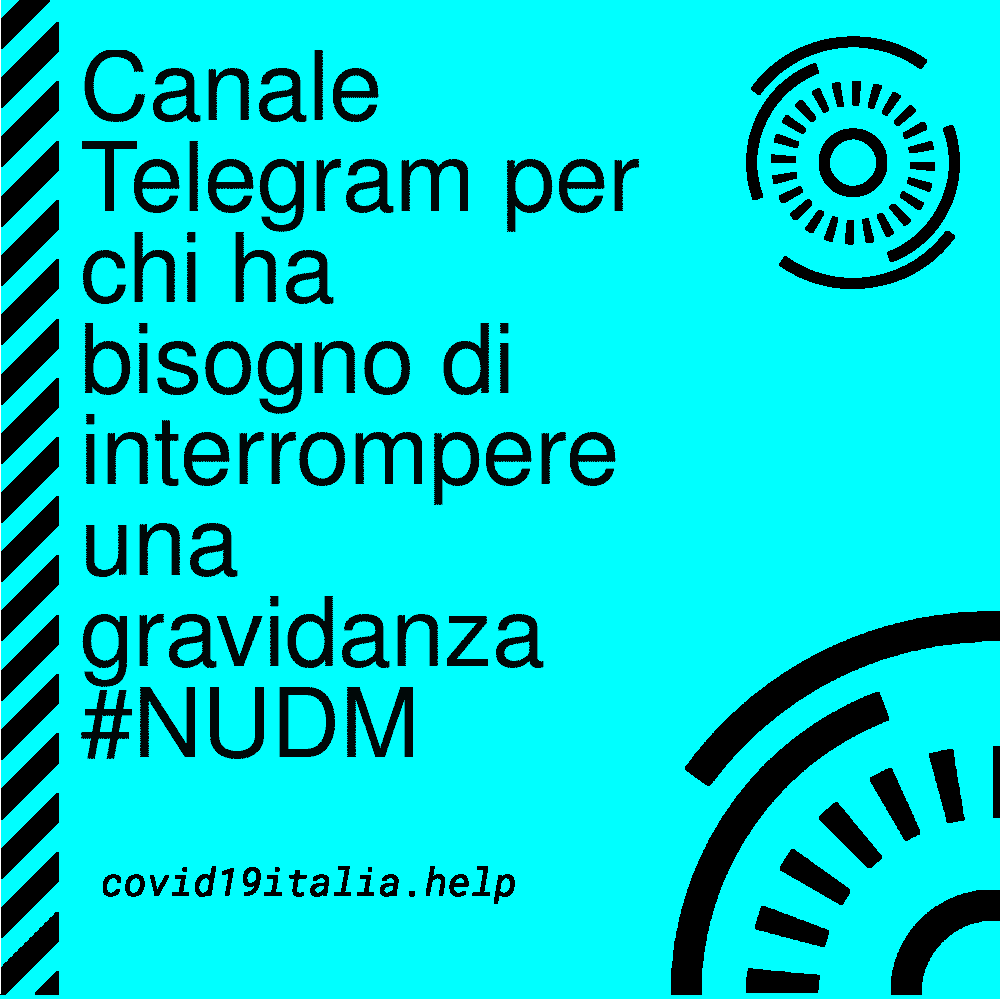 Canale
Telegram per
chi ha
bisogno di
interrompere
una
gravidanza
#NUDM
covid19italia.help